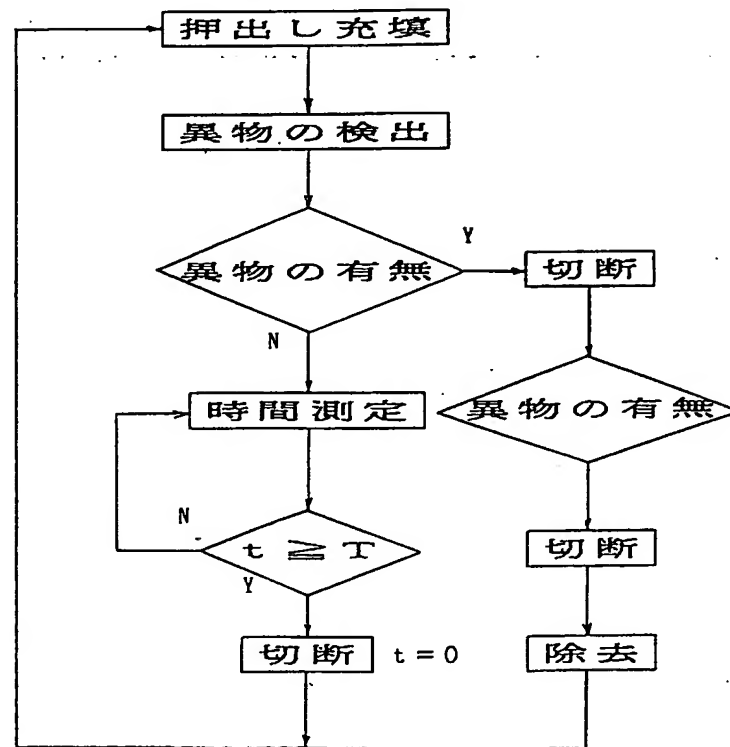 押出し充填
異物の検出
異物の有無
Y
切断
N
時間測定
異物の有無
N
t ≧ T
Y
切断
切断
t = 0
除去